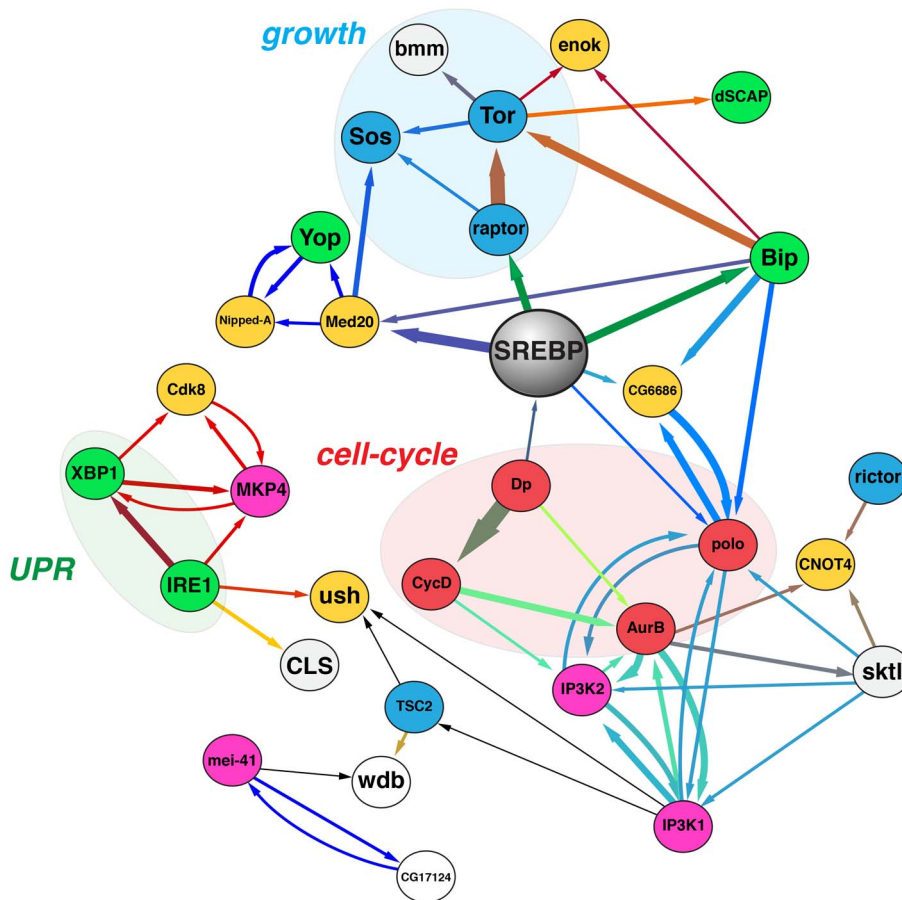 growth
bmm
enok
dSCAP
Tor
Sos
raptor
Yop
Bip
Nipped-A
Med20
SREBP
Cdk8
CG6686
cell-cycle
XBP1
MKP4
Dp
rictor
polo
UPR
IRE1
ush
CycD
CNOT4
AurB
CLS
IP3K2
sktl
TSC2
mei-41
wdb
IP3K1
CG17124